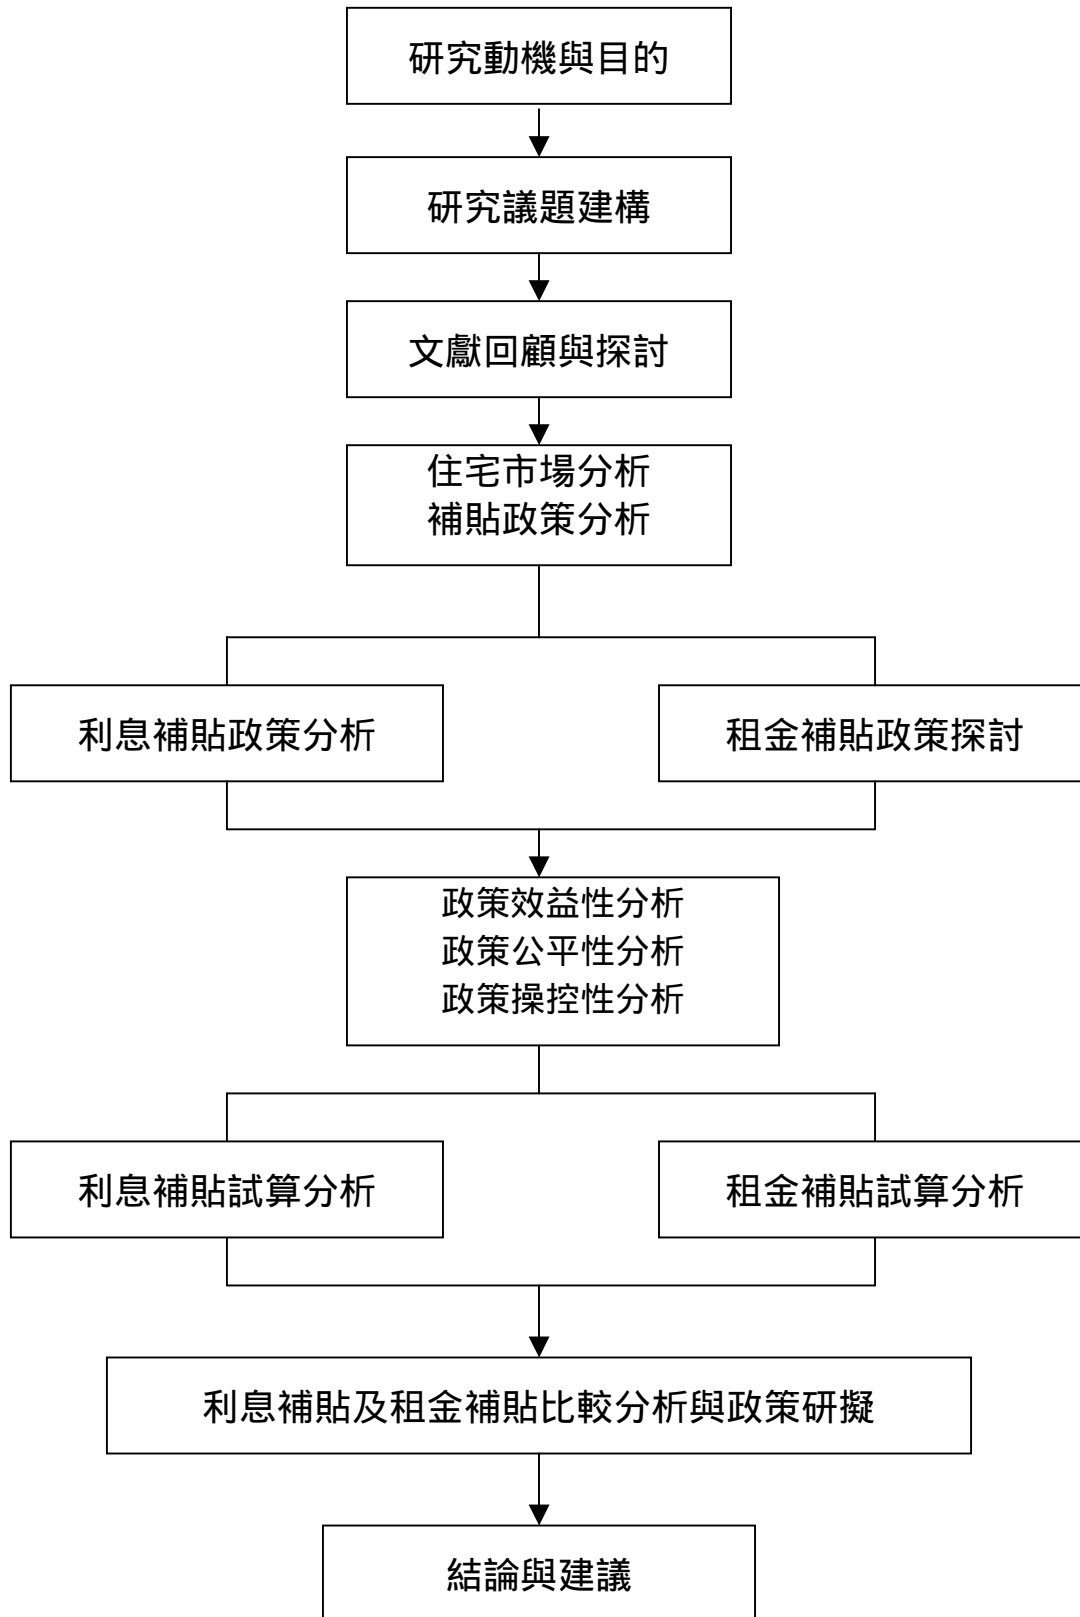 研究動機與目的
研究議題建構
文獻回顧與探討
住宅市場分析
補貼政策分析
利息補貼政策分析
租金補貼政策探討
政策效益性分析
政策公平性分析
政策操控性分析
利息補貼試算分析
租金補貼試算分析
利息補貼及租金補貼比較分析與政策研擬
結論與建議